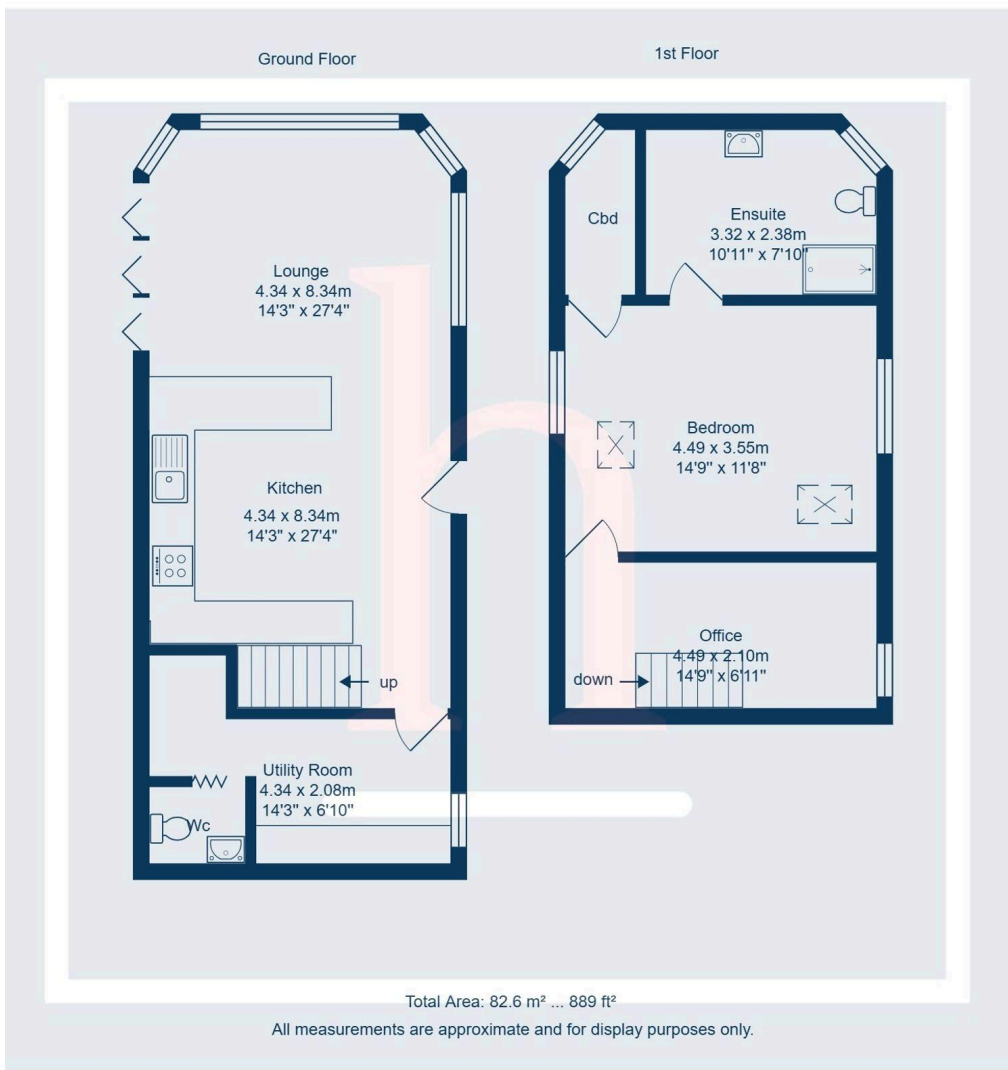 Ground Floor
1st Floor
Lounge
4.34 x 8.34m
14'3" x 27'4"
Kitchen
4.34 x 8.34m
14'3" x 27'4"
up
Utility Room
4.34 x 2.08m
14'3" x 6'10"
Wc
Cbd
Ensuite
3.32 x 2.38m
10'11" x 7'10"
Bedroom
4.49 x 3.55m
14'9" x 11'8"
Office
4.49 x 2.10m
14'9" x 6'11"
down
Total Area: 82.6 m² ... 889 ft²
All measurements are approximate and for display purposes only.